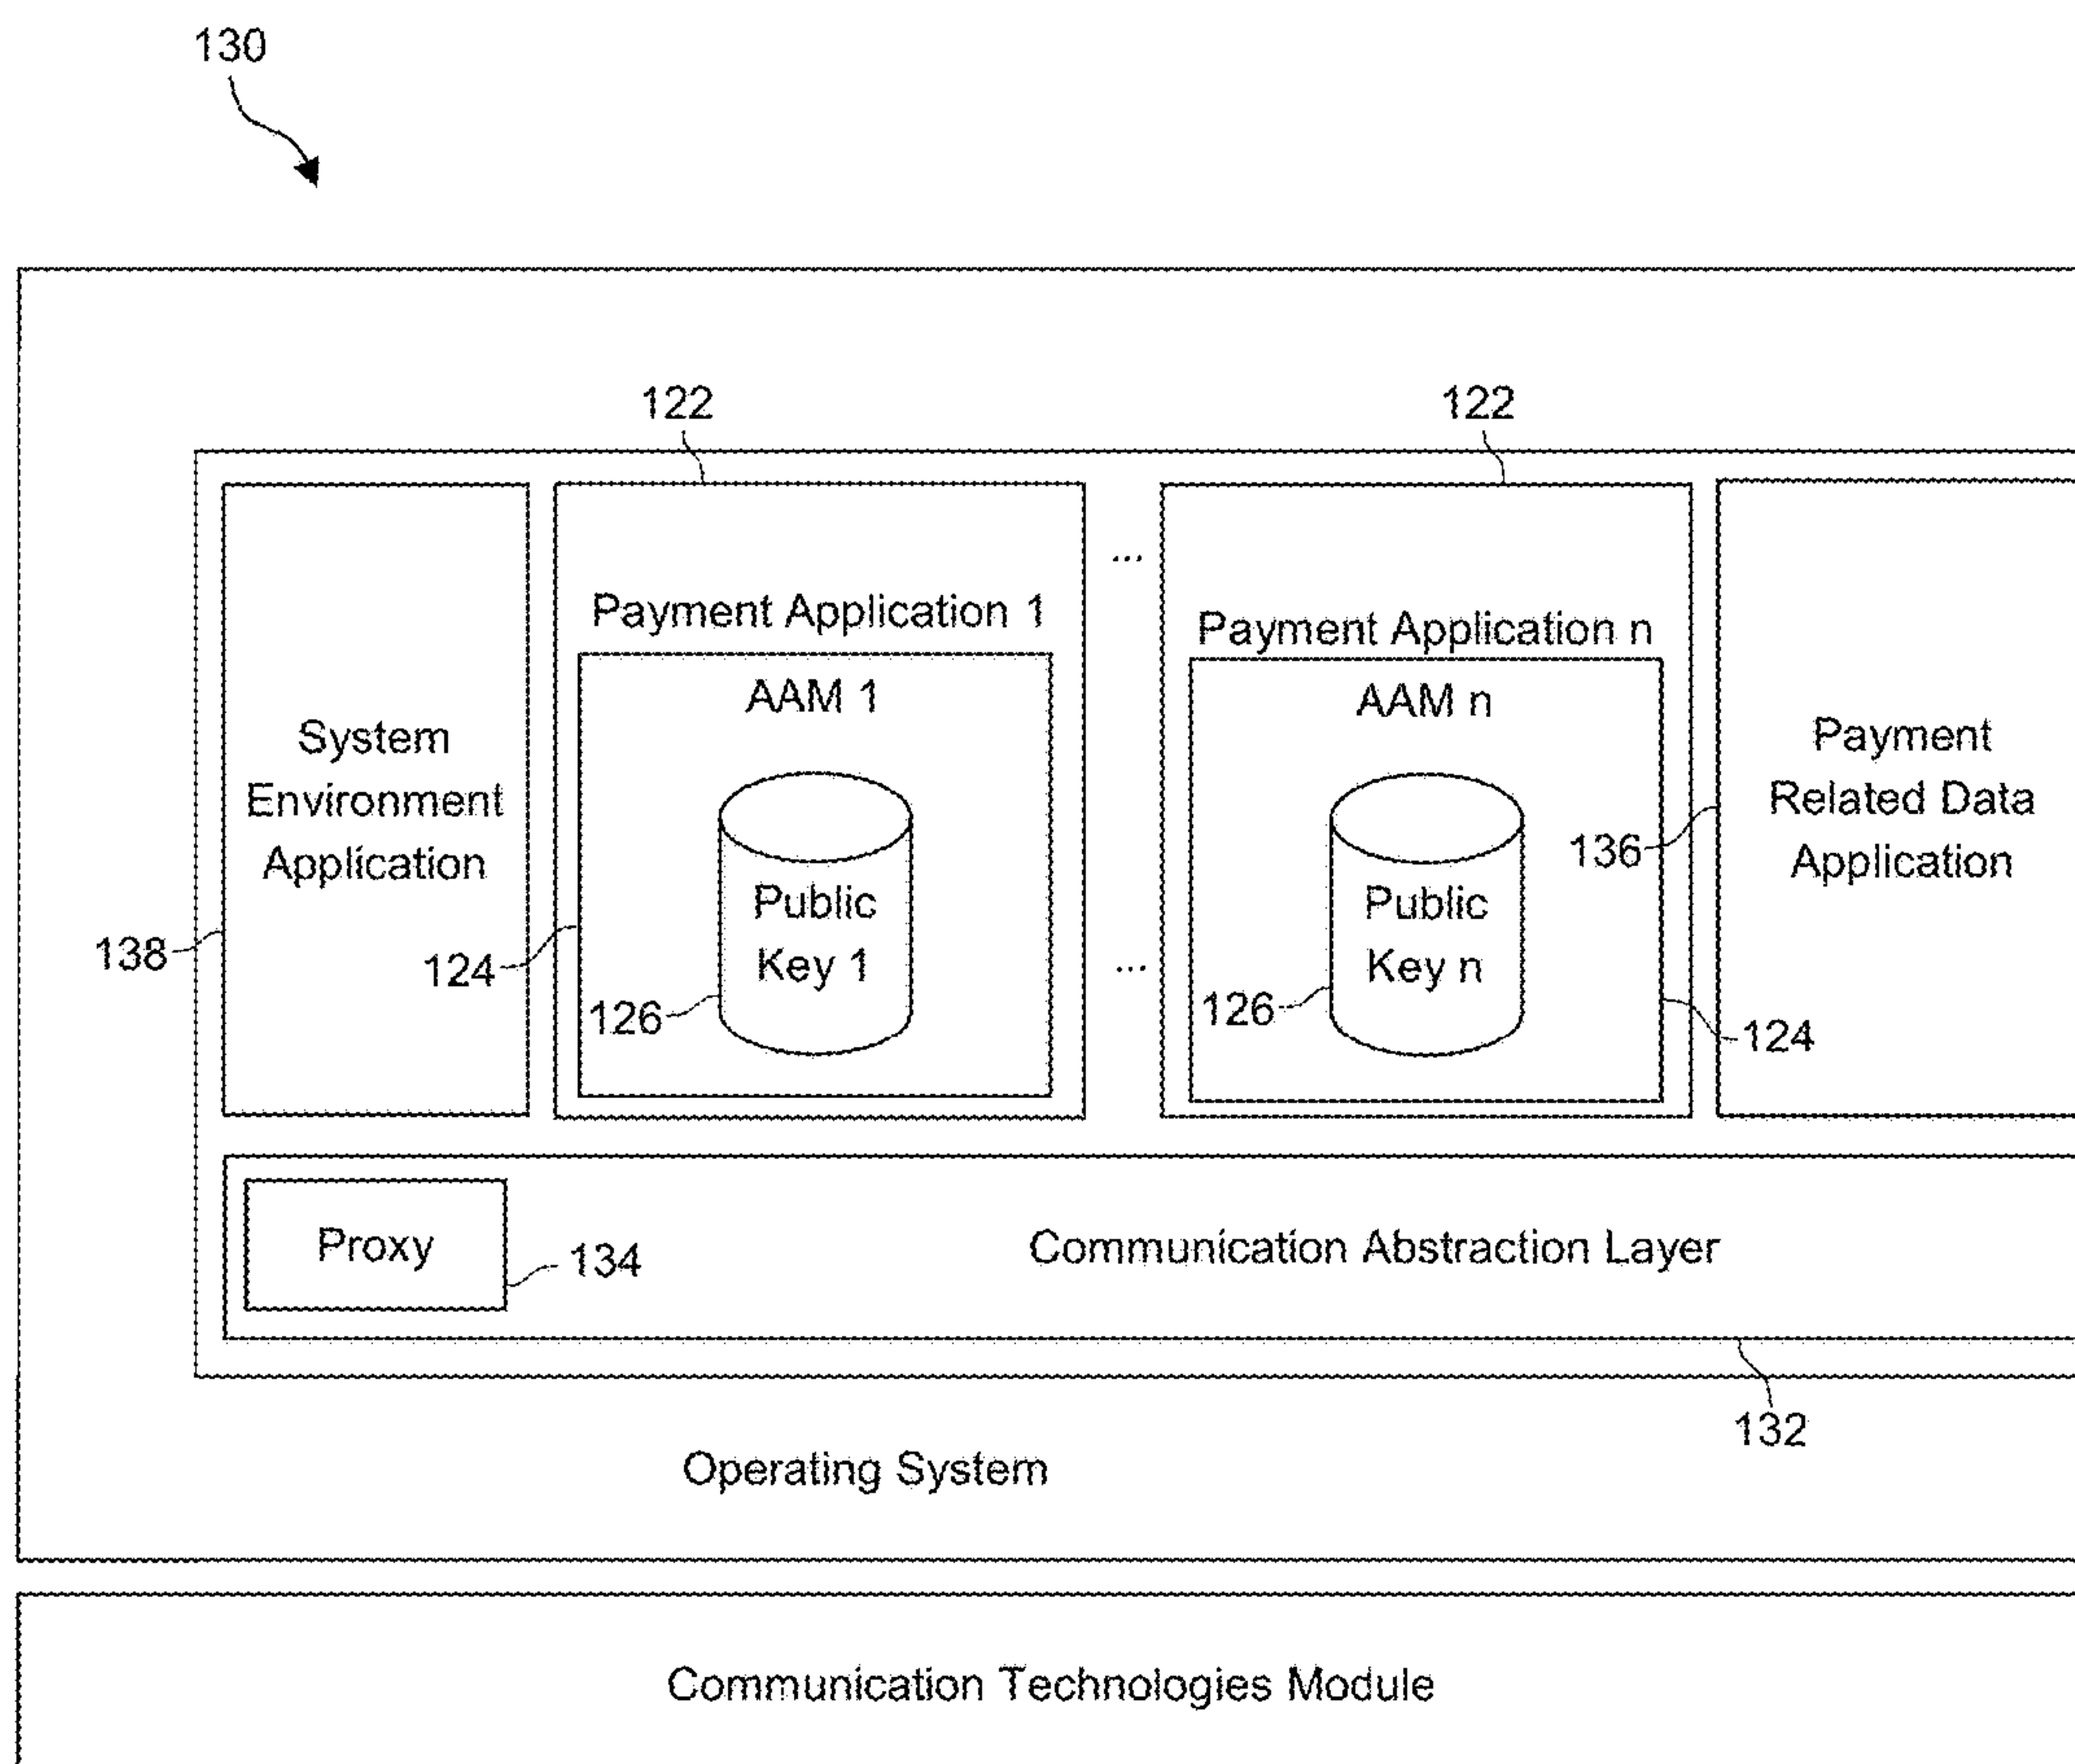 130
122
122
...
Payment Application 1
Payment Application n
AAM 1
AAM n
System
Environment
Application
Payment
Related Data
Application
136
Public
Key 1
Public
Key n
138
124
...
126
126
124
Proxy
134
Communication Abstraction Layer
132
Operating System
Communication Technologies Module